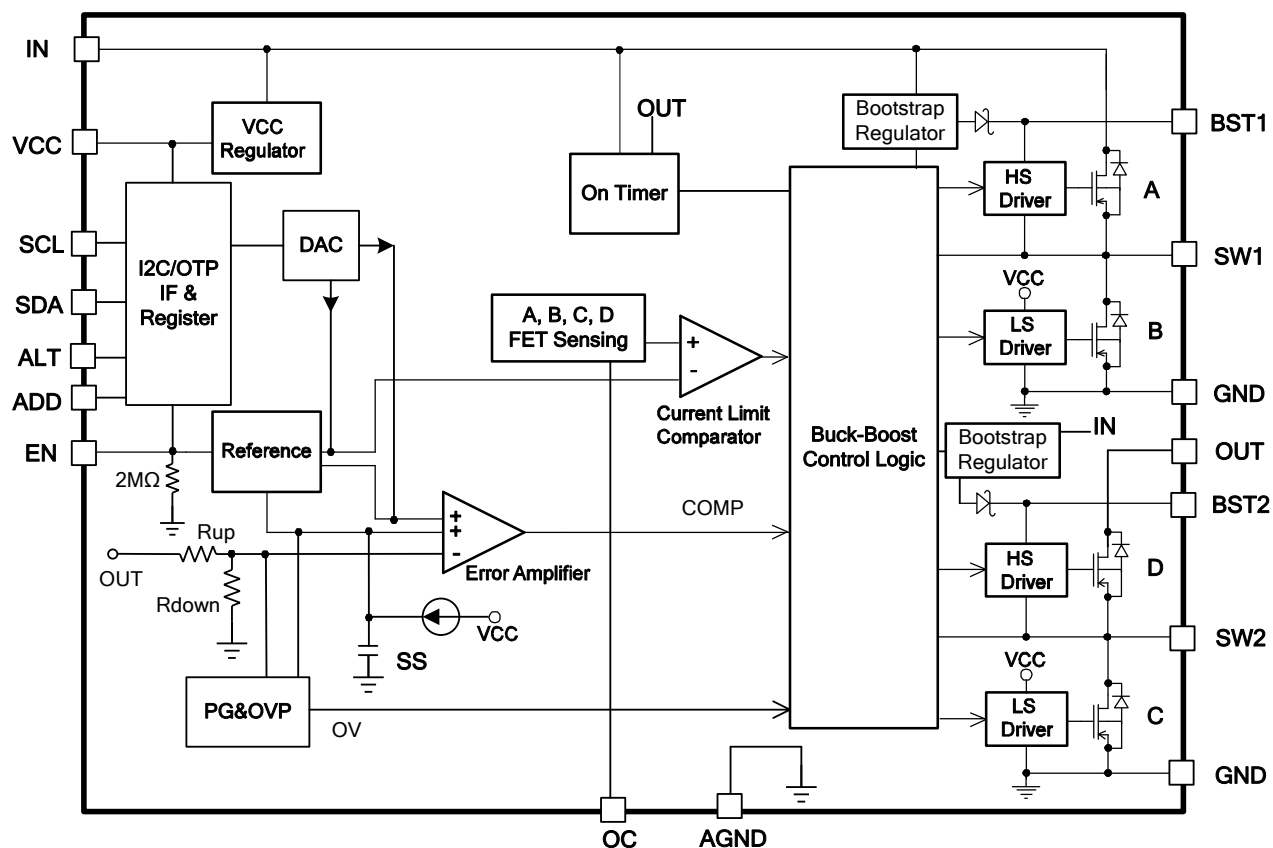 IN
VCC
SCL
SDA
ALT
ADD
EN
VCC
Regulator
I2C/OTP
IF &
Register
DAC
Reference
2MΩ
OUT
Rup
Rdown
PG&OVP
OV
SS
VCC
+
+
-
Error Amplifier
COMP
OUT
On Timer
A, B, C, D
FET Sensing
+
-
Current Limit
Comparator
Buck-Boost
Control Logic
Bootstrap
Regulator
HS
Driver
A
VCC
LS
Driver
B
Bootstrap
Regulator
IN
HS
Driver
D
VCC
LS
Driver
C
BST1
SW1
GND
OUT
BST2
SW2
GND
OC
AGND